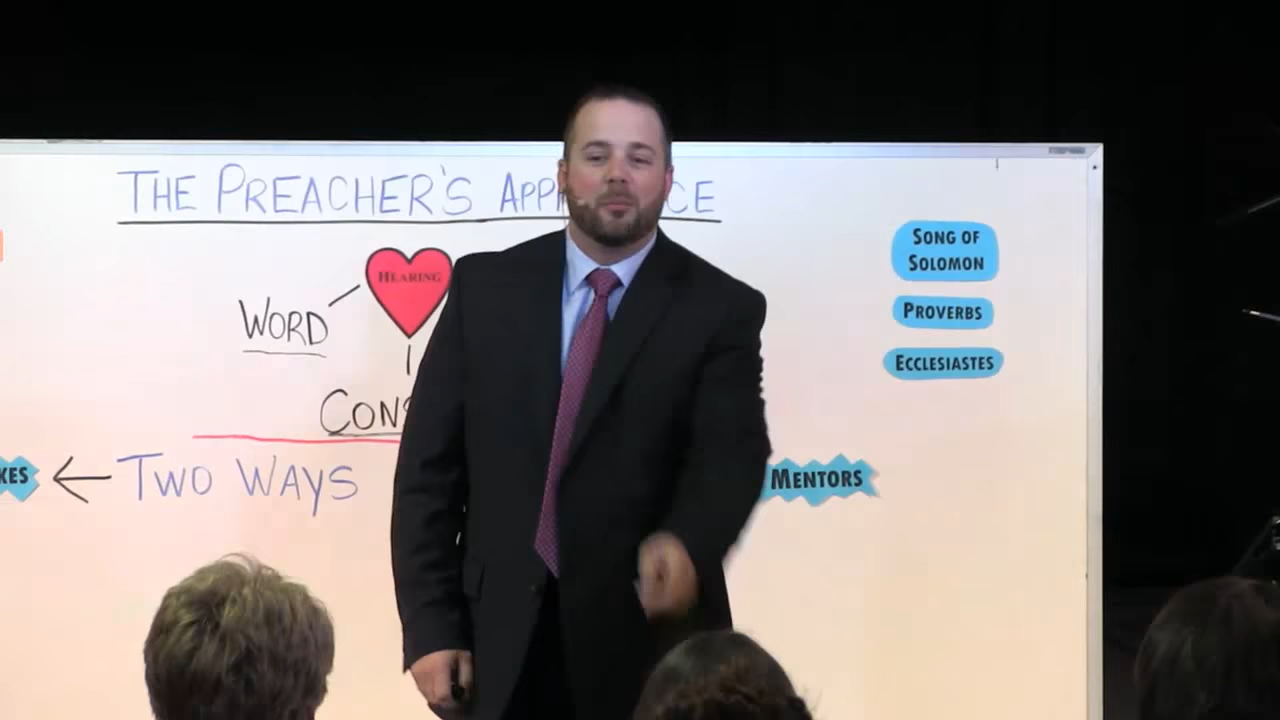 THE PREACHER'S APP CE
HEARING
WORD
CONS
KES ← TWO WAYS
MENTORS
SONG OF
SOLOMON
PROVERBS
ECCLESIASTES